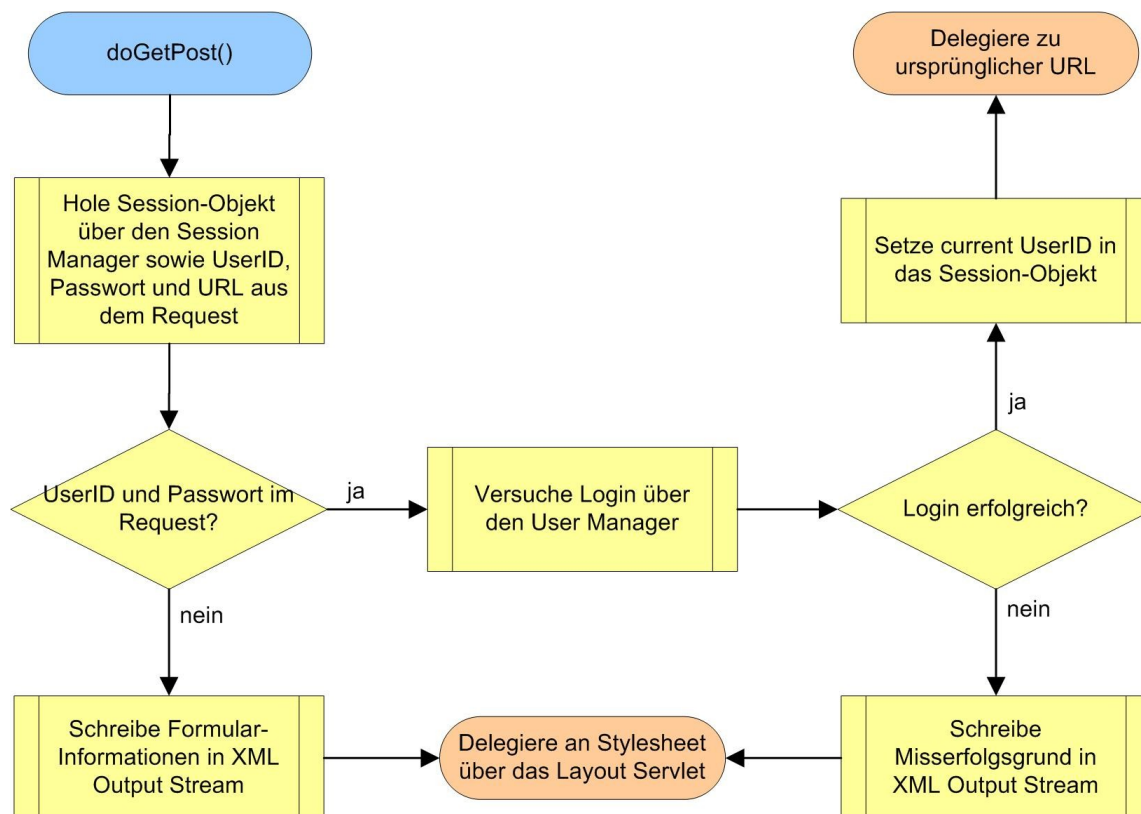 doGetPost()
Delegiere zu
ursprünglicher URL
Hole Session-Objekt
über den Session
Manager sowie UserID,
Passwort und URL aus
dem Request
Setze current UserID in
das Session-Objekt
ja
UserID und Passwort im
Request?
ja
Versuche Login über
den User Manager
Login erfolgreich?
nein
nein
Schreibe Formular-
Informationen in XML
Output Stream
Delegiere an Stylesheet
über das Layout Servlet
Schreibe
Misserfolgsgrund in
XML Output Stream